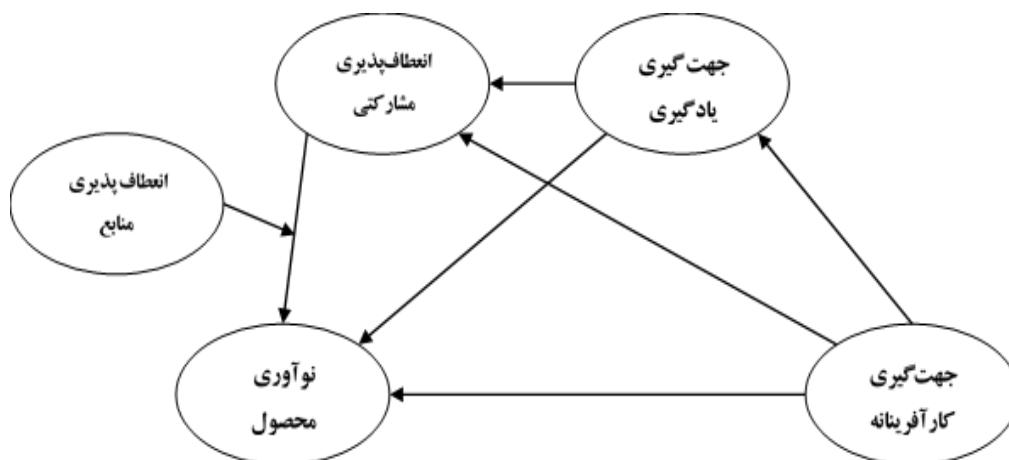 جهت‌گیری
یادگیری
انعطاف‌پذیری
مشارکتی
انعطاف‌پذیری
منابع
جهت‌گیری
کارآفرینانه
نوآوری
محصول